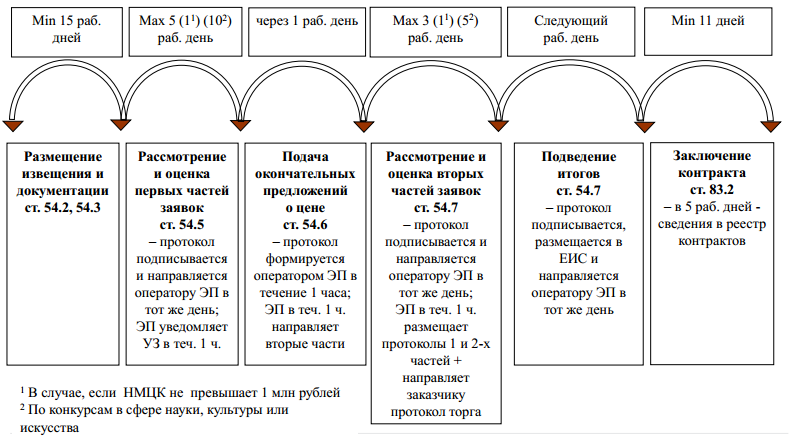 Min 15 раб.
дней
Max 5 (1¹) (10²)
раб. день
через 1 раб. день
Max 3 (1¹) (5²)
раб. день
Следующий
раб. день
Min 11 дней
Размещение
извещения и
документации
ст. 54.2, 54.3
Рассмотрение
и оценка
первых частей
заявок
ст. 54.5
– протокол
подписывается
и направляется
оператору ЭП в
тот же день;
ЭП уведомляет
УЗ в теч. 1 ч.
Подача
окончательных
предложений
о цене
ст. 54.6
– протокол
формируется
оператором ЭП в
течение 1 часа;
ЭП в теч. 1 ч.
направляет
вторые части
Рассмотрение и
оценка вторых
частей заявок
ст. 54.7
– протокол
подписывается и
направляется
оператору ЭП в
тот же день;
ЭП в теч. 1 ч.
размещает
протоколы 1 и 2-х
частей +
направляет
заказчику
протокол торга
Подведение
итогов
ст. 54.7
– протокол
подписывается,
размещается в
ЕИС и
направляется
оператору ЭП в
тот же день
Заключение
контракта
ст. 83.2
– в 5 раб. дней -
сведения в реестр
контрактов
¹ В случае, если НМЦК не превышает 1 млн рублей
² По конкурсам в сфере науки, культуры или
искусства